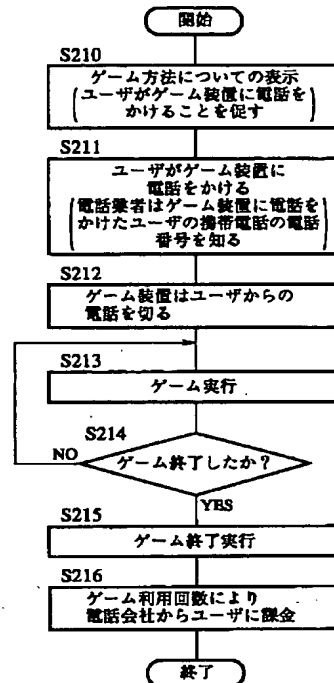 開始
S210
ゲーム方法についての表示
(ユーザがゲーム装置に電話を
かけることを促す)
S211
ユーザがゲーム装置に
電話をかける
(電話業者はゲーム装置に電話を
かけたユーザの携帯電話の電話
番号を知る)
S212
ゲーム装置はユーザからの
電話を切る
S213
ゲーム実行
S214
NO
ゲーム終了したか?
YES
S215
ゲーム終了実行
S216
ゲーム利用回数により
電話会社からユーザに課金
終了